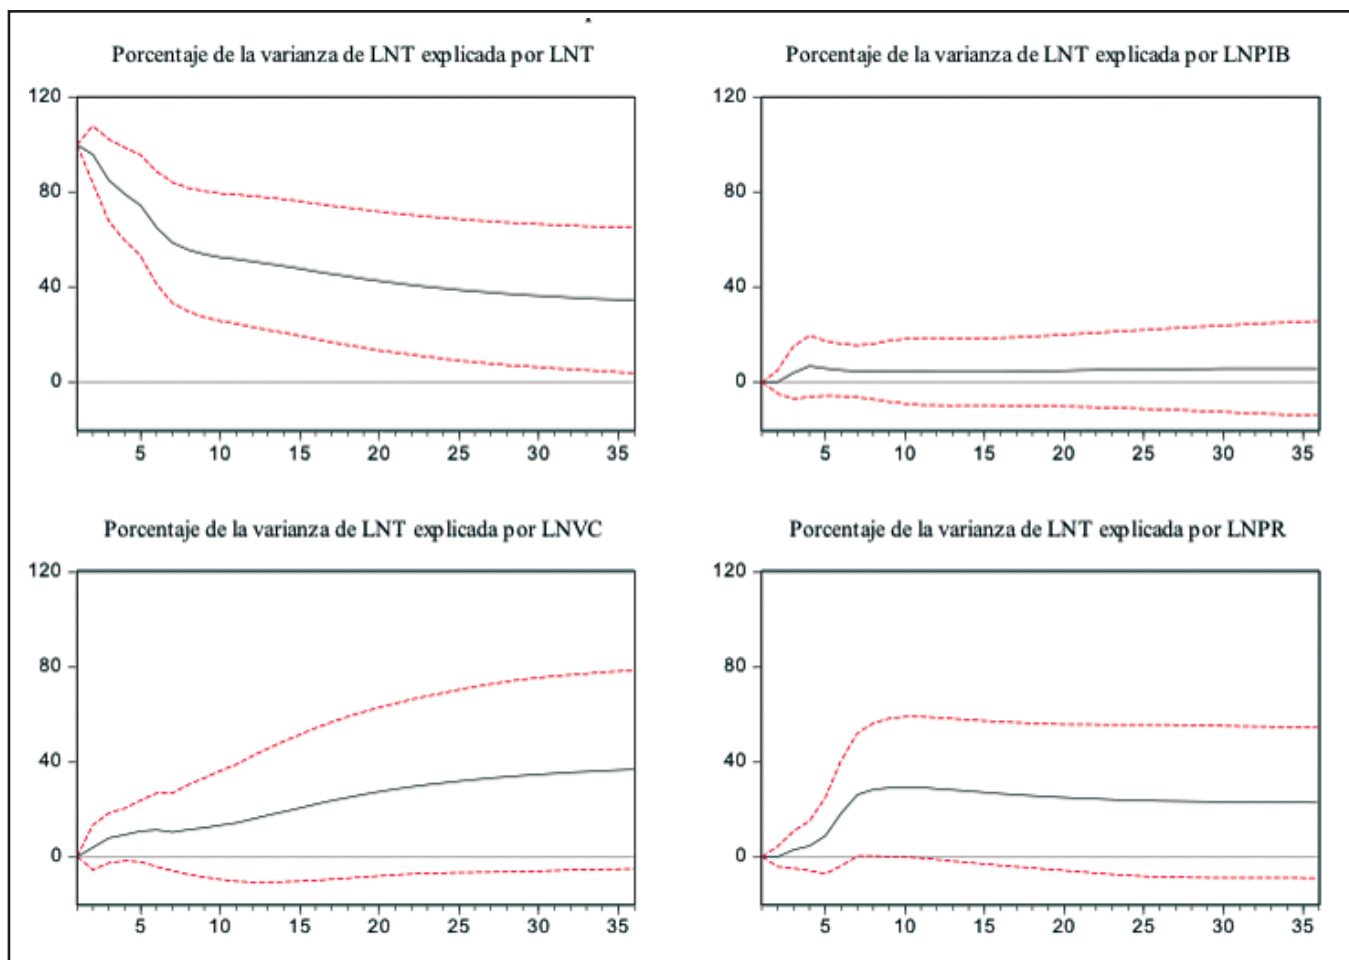 Porcentaje de la varianza de LNT explicada por LNT
120
80
40
0
5 10 15 20 25 30 35
Porcentaje de la varianza de LNT explicada por LNPIB
120
80
40
0
5 10 15 20 25 30 35
Porcentaje de la varianza de LNT explicada por LNVC
120
80
40
0
5 10 15 20 25 30 35
Porcentaje de la varianza de LNT explicada por LNPR
120
80
40
0
5 10 15 20 25 30 35